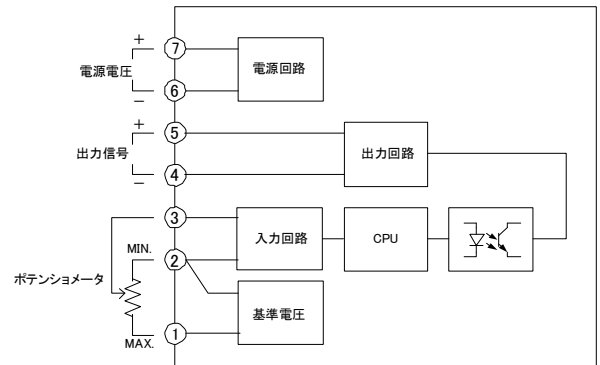 +
電源電圧
−
⑦
⑥
電源回路
+
出力信号
−
⑤
④
出力回路
③
MIN.
②
ポテンショメータ
①
MAX.
入力回路
CPU
基準電圧